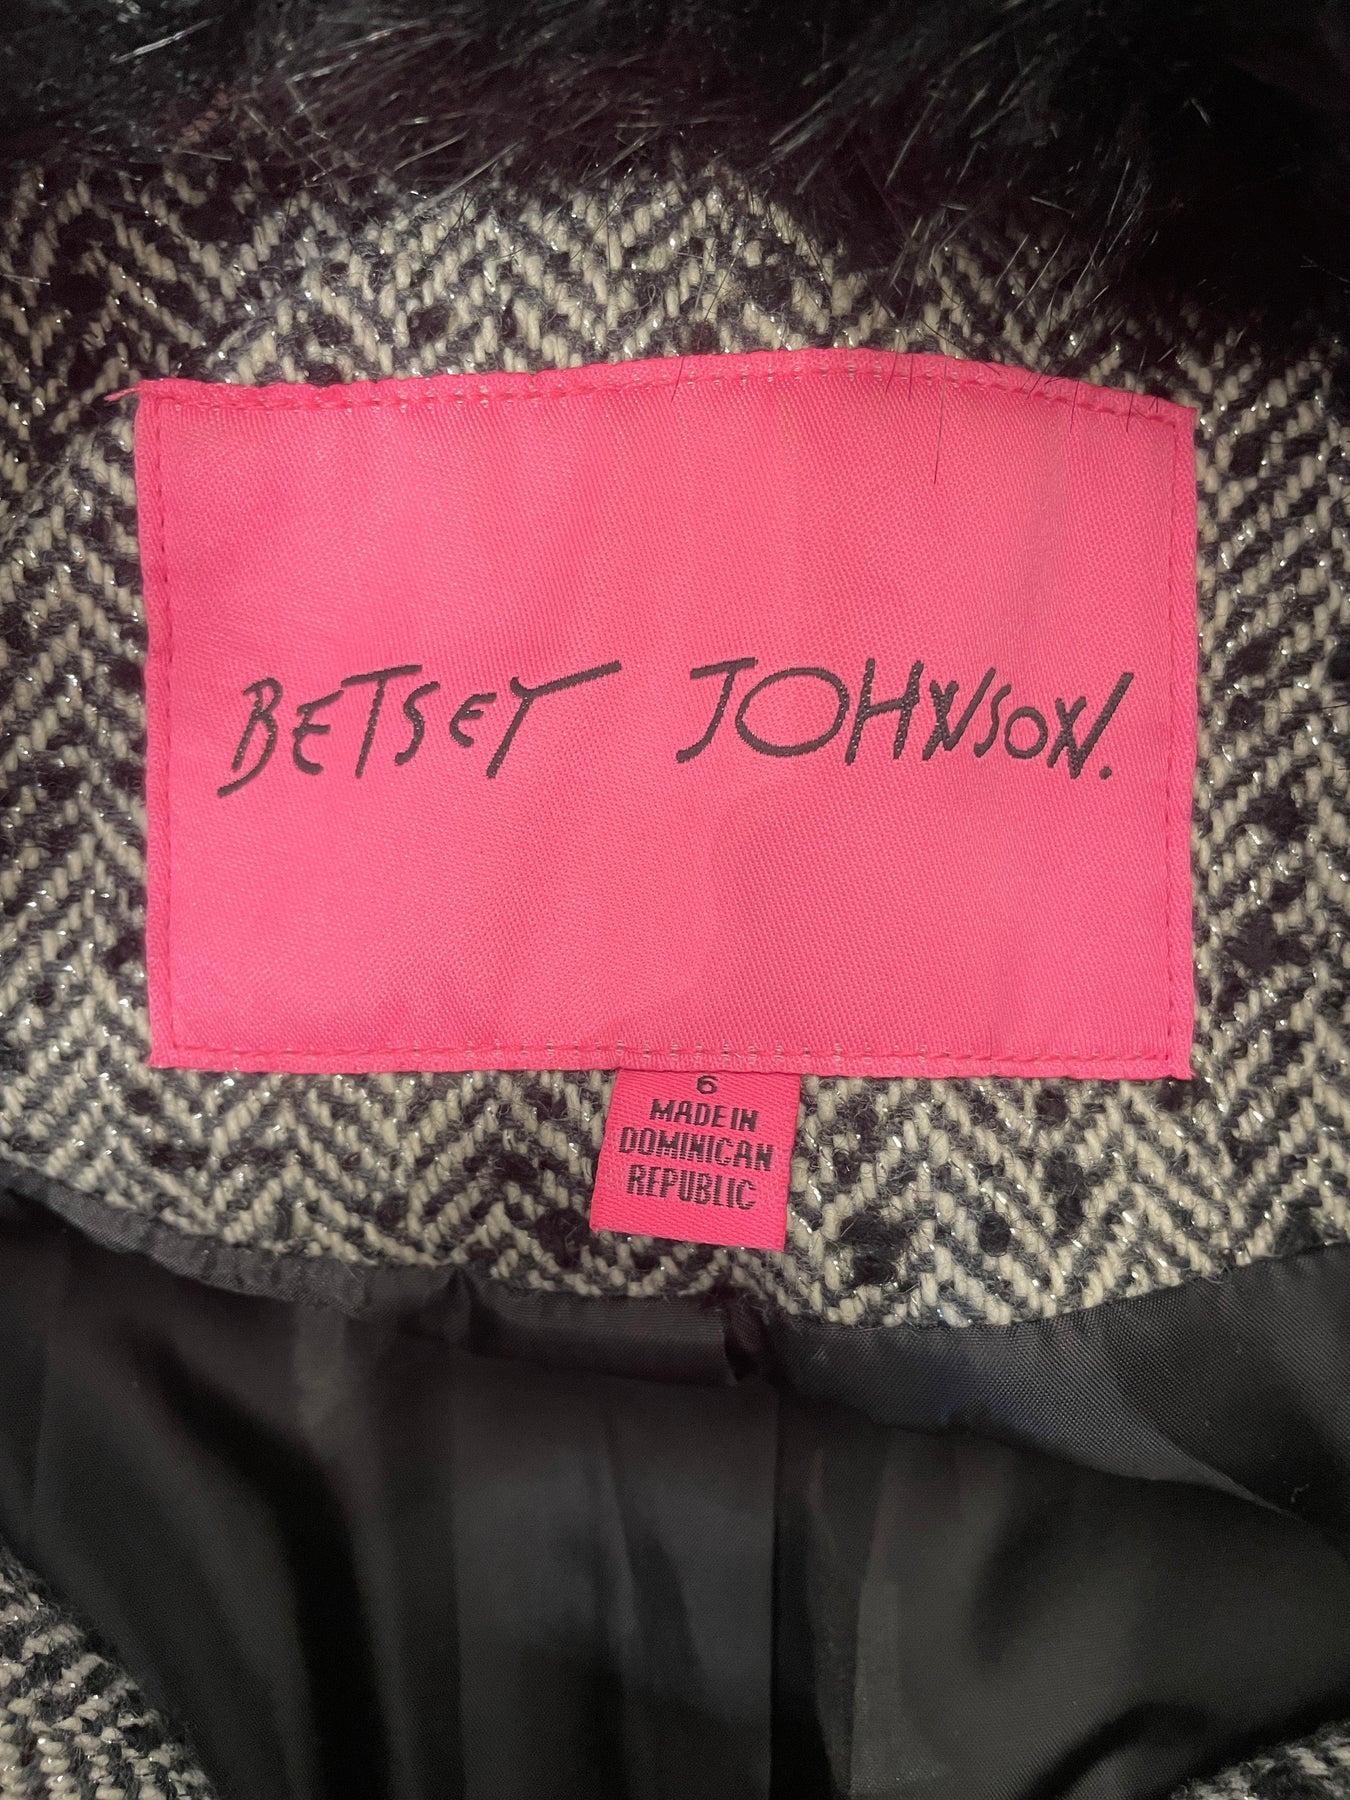 BETSEY JOHNSON.
6
MADE IN
DOMINICAN
REPUBLIC